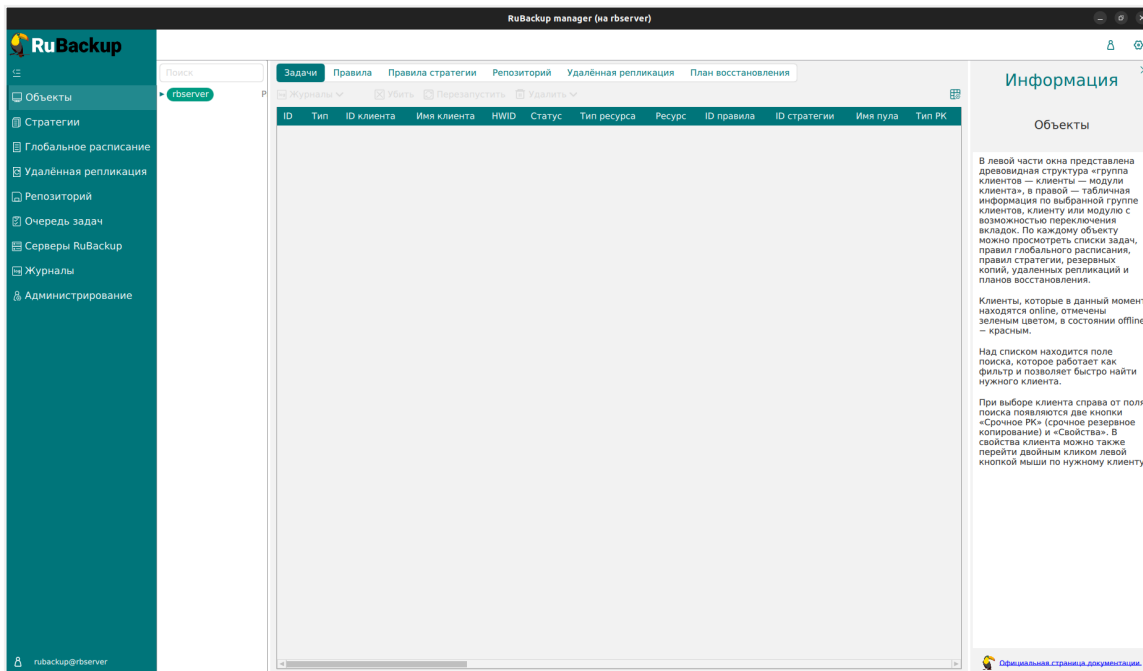 RuBackup manager (на rbserver)
RuBackup
Объекты
Стратегии
Глобальное расписание
Удалённая репликация
Репозиторий
Очередь задач
Серверы RuBackup
Журналы
Администрирование
rubackup@rbserver
Поиск
rbserver
Р
Задачи Правила Правила стратегии Репозиторий Удалённая репликация План восстановления
Журналы Убить Перезапустить Удалить
ID Тип ID клиента Имя клиента HWID Статус Тип ресурса Ресурс ID правила ID стратегии Имя пула Тип РК
Информация
Объекты
В левой части окна представлена
древовидная структура «группа
клиентов — клиенты — модули
клиента», в правой — табличная
информация по выбранной группе
клиентов, клиенту или модулю с
возможностью переключения
вкладок. По каждому объекту
можно просмотреть списки задач,
правил глобального расписания,
правил стратегии, резервных
копий, удаленных репликаций и
планов восстановления.
Клиенты, которые в данный момент
находятся online, отмечены
зеленым цветом, в состоянии offline
− красным.
Над списком находится поле
поиска, которое работает как
фильтр и позволяет быстро найти
нужного клиента.
При выборе клиента справа от поля
поиска появляются две кнопки
«Срочное РК» (срочное резервное
копирование) и «Свойства». В
свойства клиента можно также
перейти двойным кликом левой
кнопкой мыши по нужному клиенту
Официальная страница документации